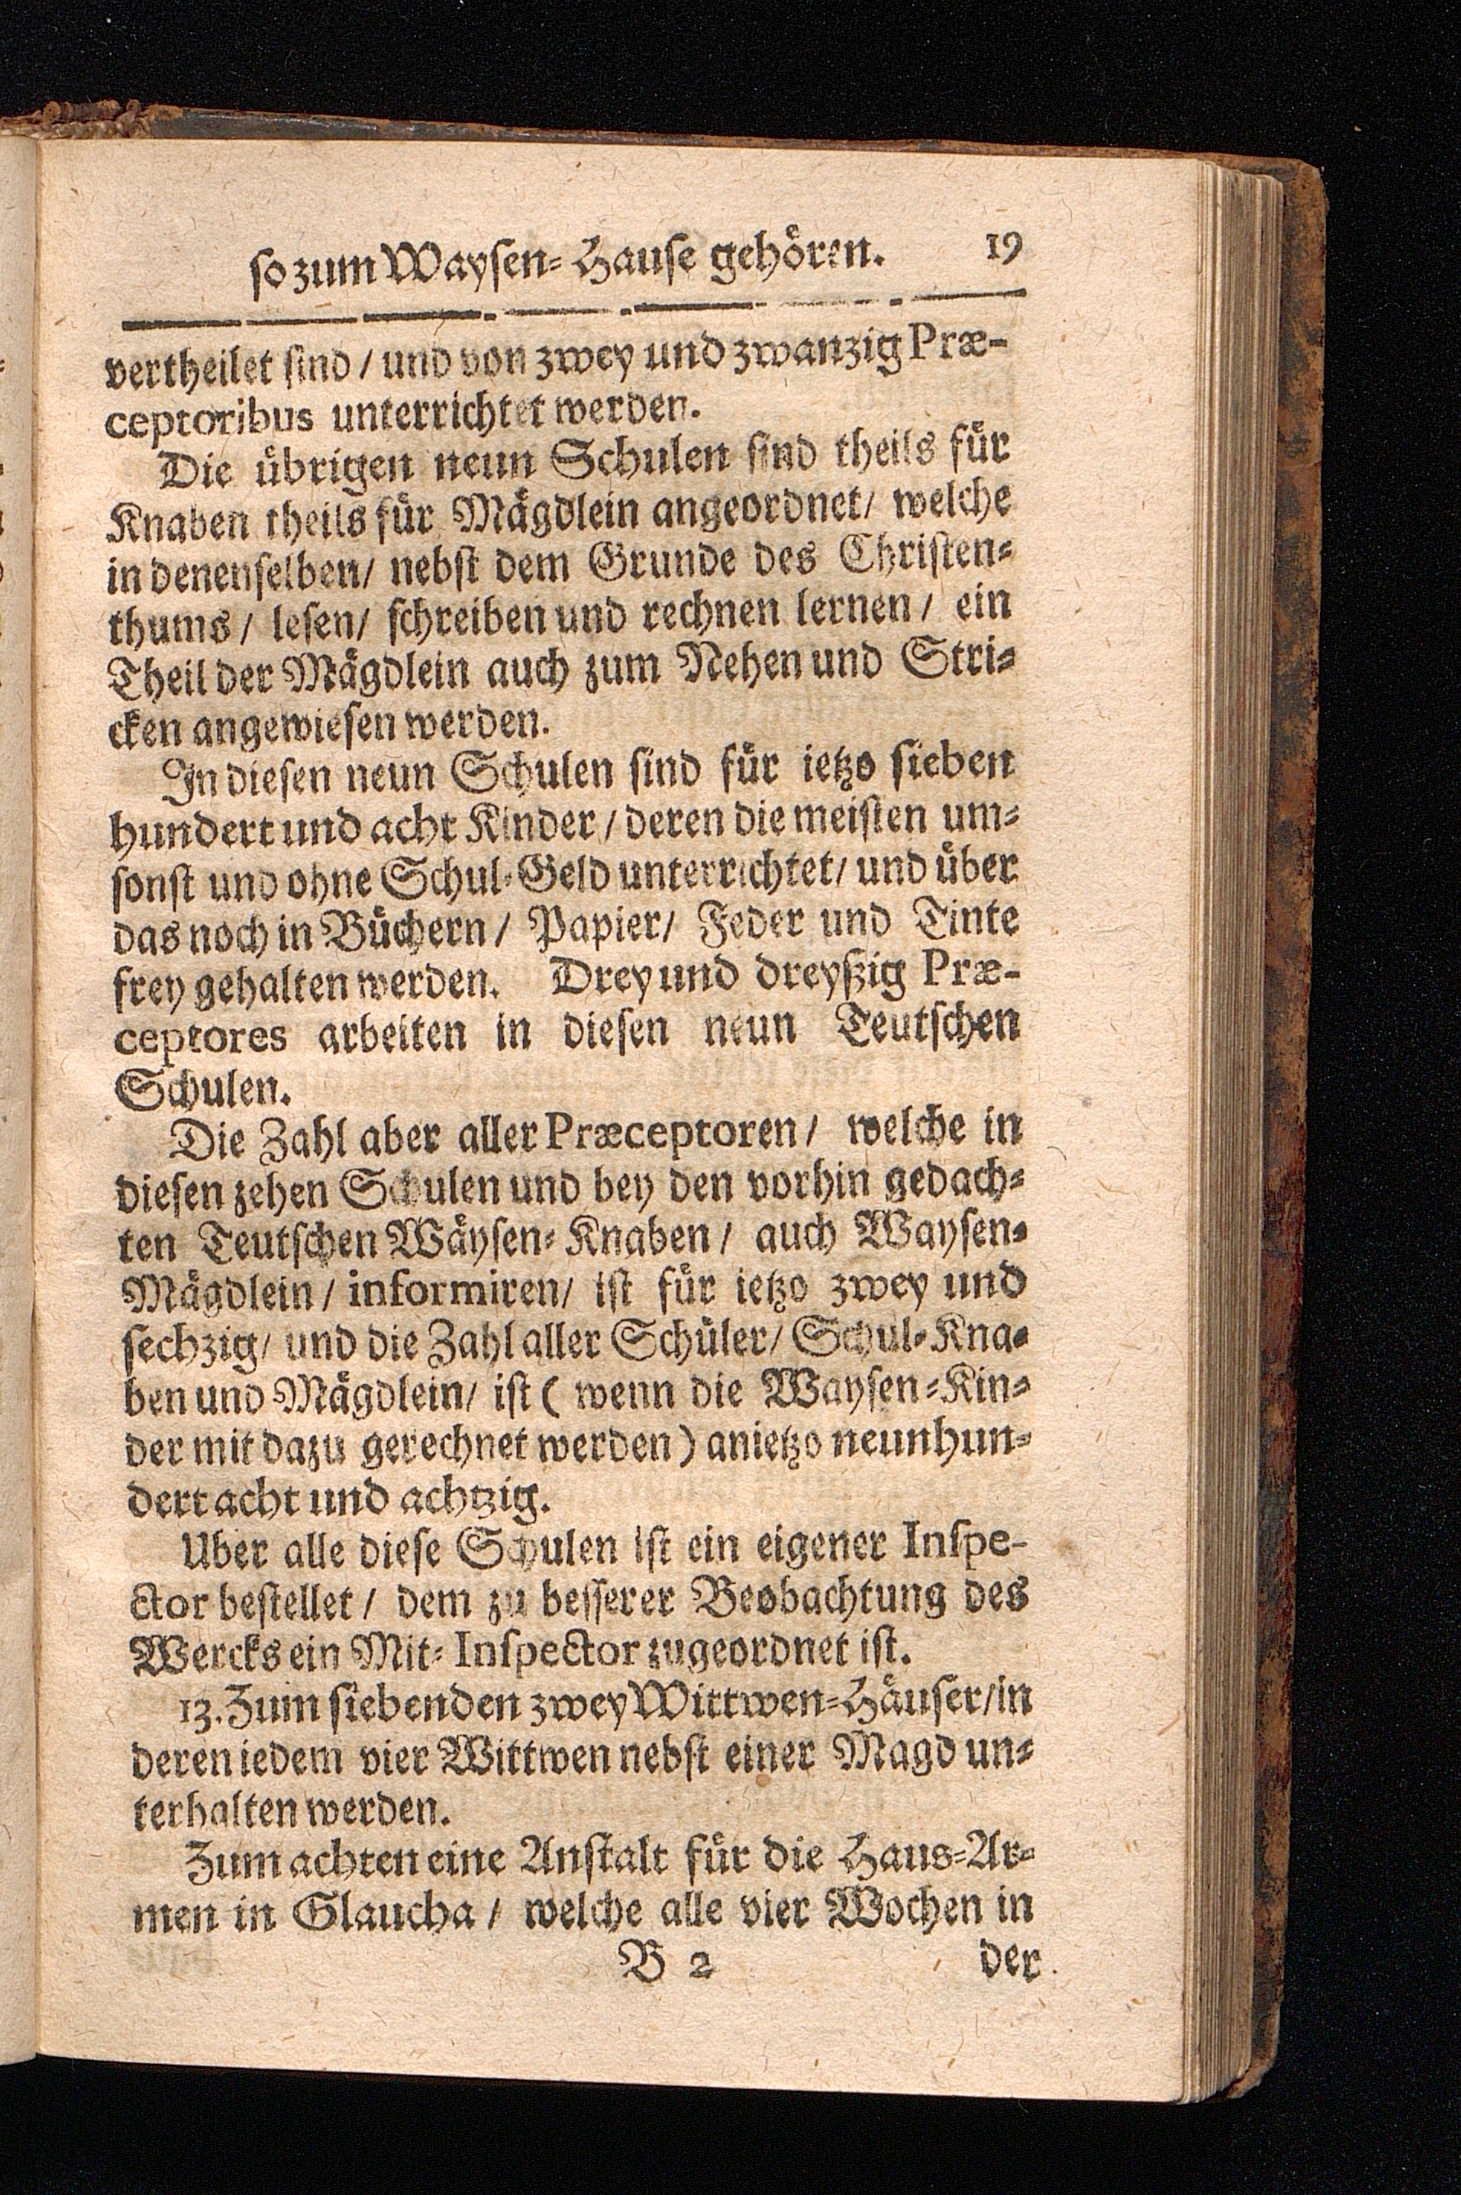 so zum Waysen-Hause gehören. 19
vertheilet sind / und von zwey und zwanzig Præ-
ceptoribus unterrichtet werden.
Die übrigen neun Schulen sind theils für
Knaben theils für Mägdlein angeordnet / welche
in denenselben / nebst dem Grunde des Christen-
thums / lesen / schreiben und rechnen lernen / ein
Theil der Mägdlein auch zum Nehen und Stri-
cken angewiesen werden.
In diesen neun Schulen sind für ietzo sieben
hundert und acht Kinder / deren die meisten um-
sonst und ohne Schul-Geld unterrichtet / und über
das noch in Büchern / Papier / Feder und Tinte
frey gehalten werden. Drey und dreyßig Præ-
ceptores arbeiten in diesen neun Teutschen
Schulen.
Die Zahl aber aller Præceptoren / welche in
diesen zehen Schulen und bey den vorhin gedach-
ten Teutschen Wäysen-Knaben / auch Waysen-
Mägdlein / informiren / ist für ietzo zwey und
sechzig / und die Zahl aller Schüler / Schul-Kna-
ben und Mägdlein / ist ( wenn die Waysen-Kin-
der mit dazu gerechnet werden ) anietzo neunhun-
dert acht und achtzig.
Uber alle diese Schulen ist ein eigener Inspe-
ctor bestellet / dem zu besserer Beobachtung des
Wercks ein Mit-Inspector zugeordnet ist.
13. Zum siebenden zwey Wittwen-Häuser / in
deren iedem vier Wittwen nebst einer Magd un-
terhalten werden.
Zum achten eine Anstalt für die Haus-Ar-
men in Glaucha / welche alle vier Wochen in
B 2 der